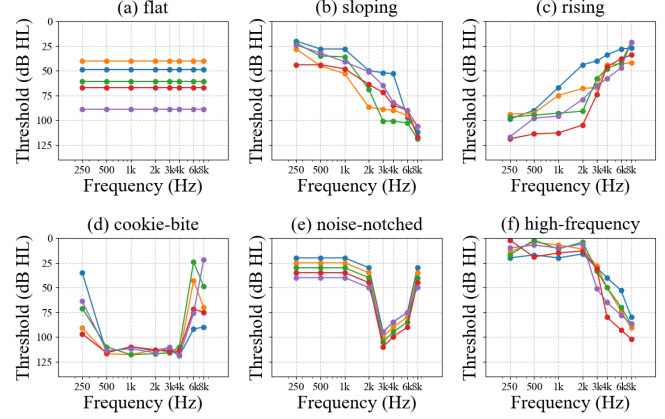 (a) flat
(b) sloping
(c) rising
Threshold (dB HL)
0
25
50
75
100
125
250 500 1k 2k 3k4k 6k8k
Frequency (Hz)
Threshold (dB HL)
0
25
50
75
100
125
250 500 1k 2k 3k4k 6k8k
Frequency (Hz)
Threshold (dB HL)
0
25
50
75
100
125
250 500 1k 2k 3k4k 6k8k
Frequency (Hz)
(d) cookie-bite
(e) noise-notched
(f) high-frequency
Threshold (dB HL)
0
25
50
75
100
125
250 500 1k 2k 3k4k 6k8k
Frequency (Hz)
Threshold (dB HL)
0
25
50
75
100
125
250 500 1k 2k 3k4k 6k8k
Frequency (Hz)
Threshold (dB HL)
0
25
50
75
100
125
250 500 1k 2k 3k4k 6k8k
Frequency (Hz)